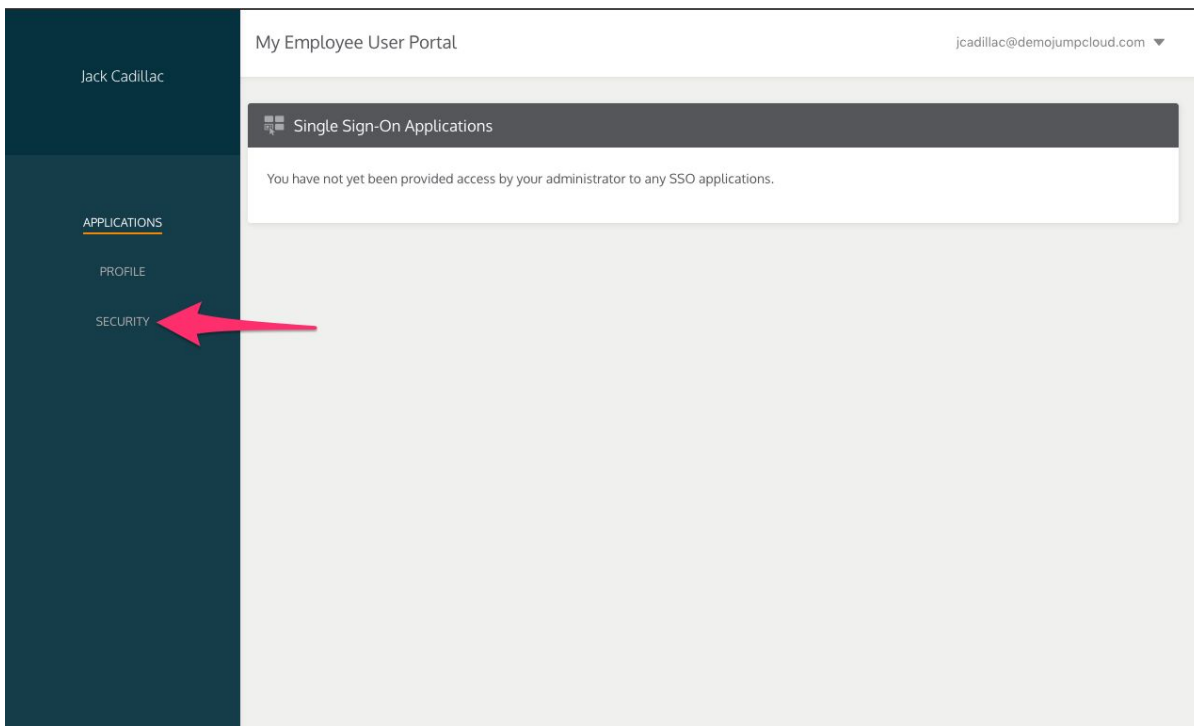 Jack Cadillac
My Employee User Portal
jcadillac@demojumpcloud.com
Single Sign-On Applications
You have not yet been provided access by your administrator to any SSO applications.
APPLICATIONS
PROFILE
SECURITY